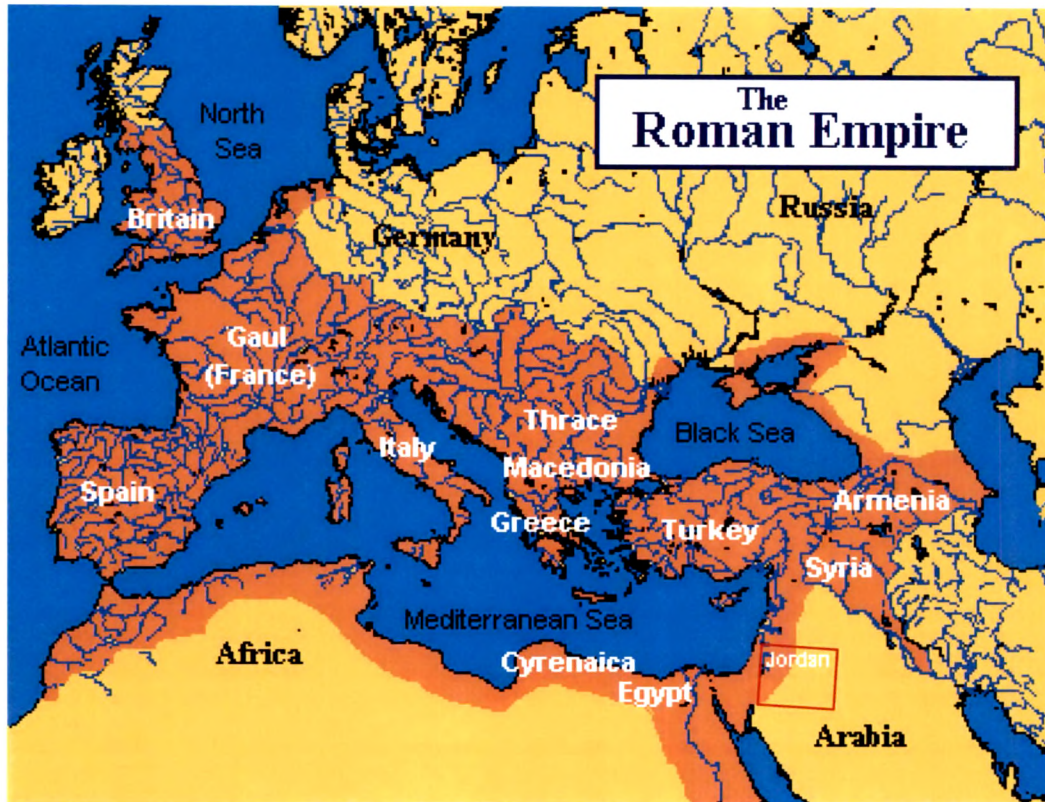 The
Roman Empire
North
Sea
Russia
Britain
Germany
Atlantic
Ocean
Gaul
(France)
Thrace
Black Sea
Italy
Macedonia
Spain
Armenia
Greece
Turkey
Syria
Mediterranean Sea
Africa
Cyrenaica
Jordan
Egypt
Arabia